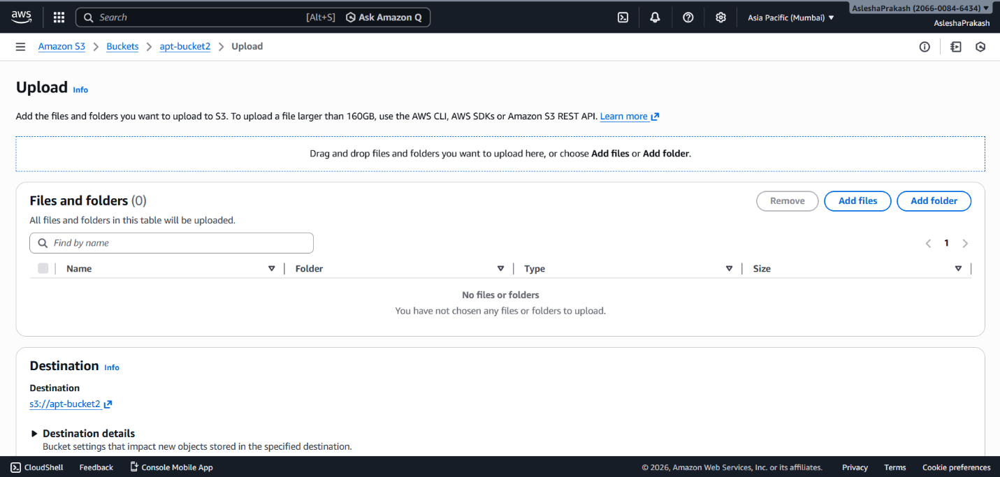 aws Search [Alt+S] Ask Amazon Q Asia Pacific (Mumbai) AsleshaPrakash (2066-0084-6434)
AsleshaPrakash
Amazon S3 Buckets apt-bucket2 Upload
Upload Info
Add the files and folders you want to upload to S3. To upload a file larger than 160GB, use the AWS CLI, AWS SDKs or Amazon S3 REST API. Learn more
Drag and drop files and folders you want to upload here, or choose Add files or Add folder.
Files and folders (0) Remove Add files Add folder
All files and folders in this table will be uploaded.
Find by name 1
Name Folder Type Size
No files or folders
You have not chosen any files or folders to upload.
Destination Info
Destination
s3://apt-bucket2
Destination details
Bucket settings that impact new objects stored in the specified destination.
CloudShell Feedback Console Mobile App © 2026, Amazon Web Services, Inc. or its affiliates. Privacy Terms Cookie preferences